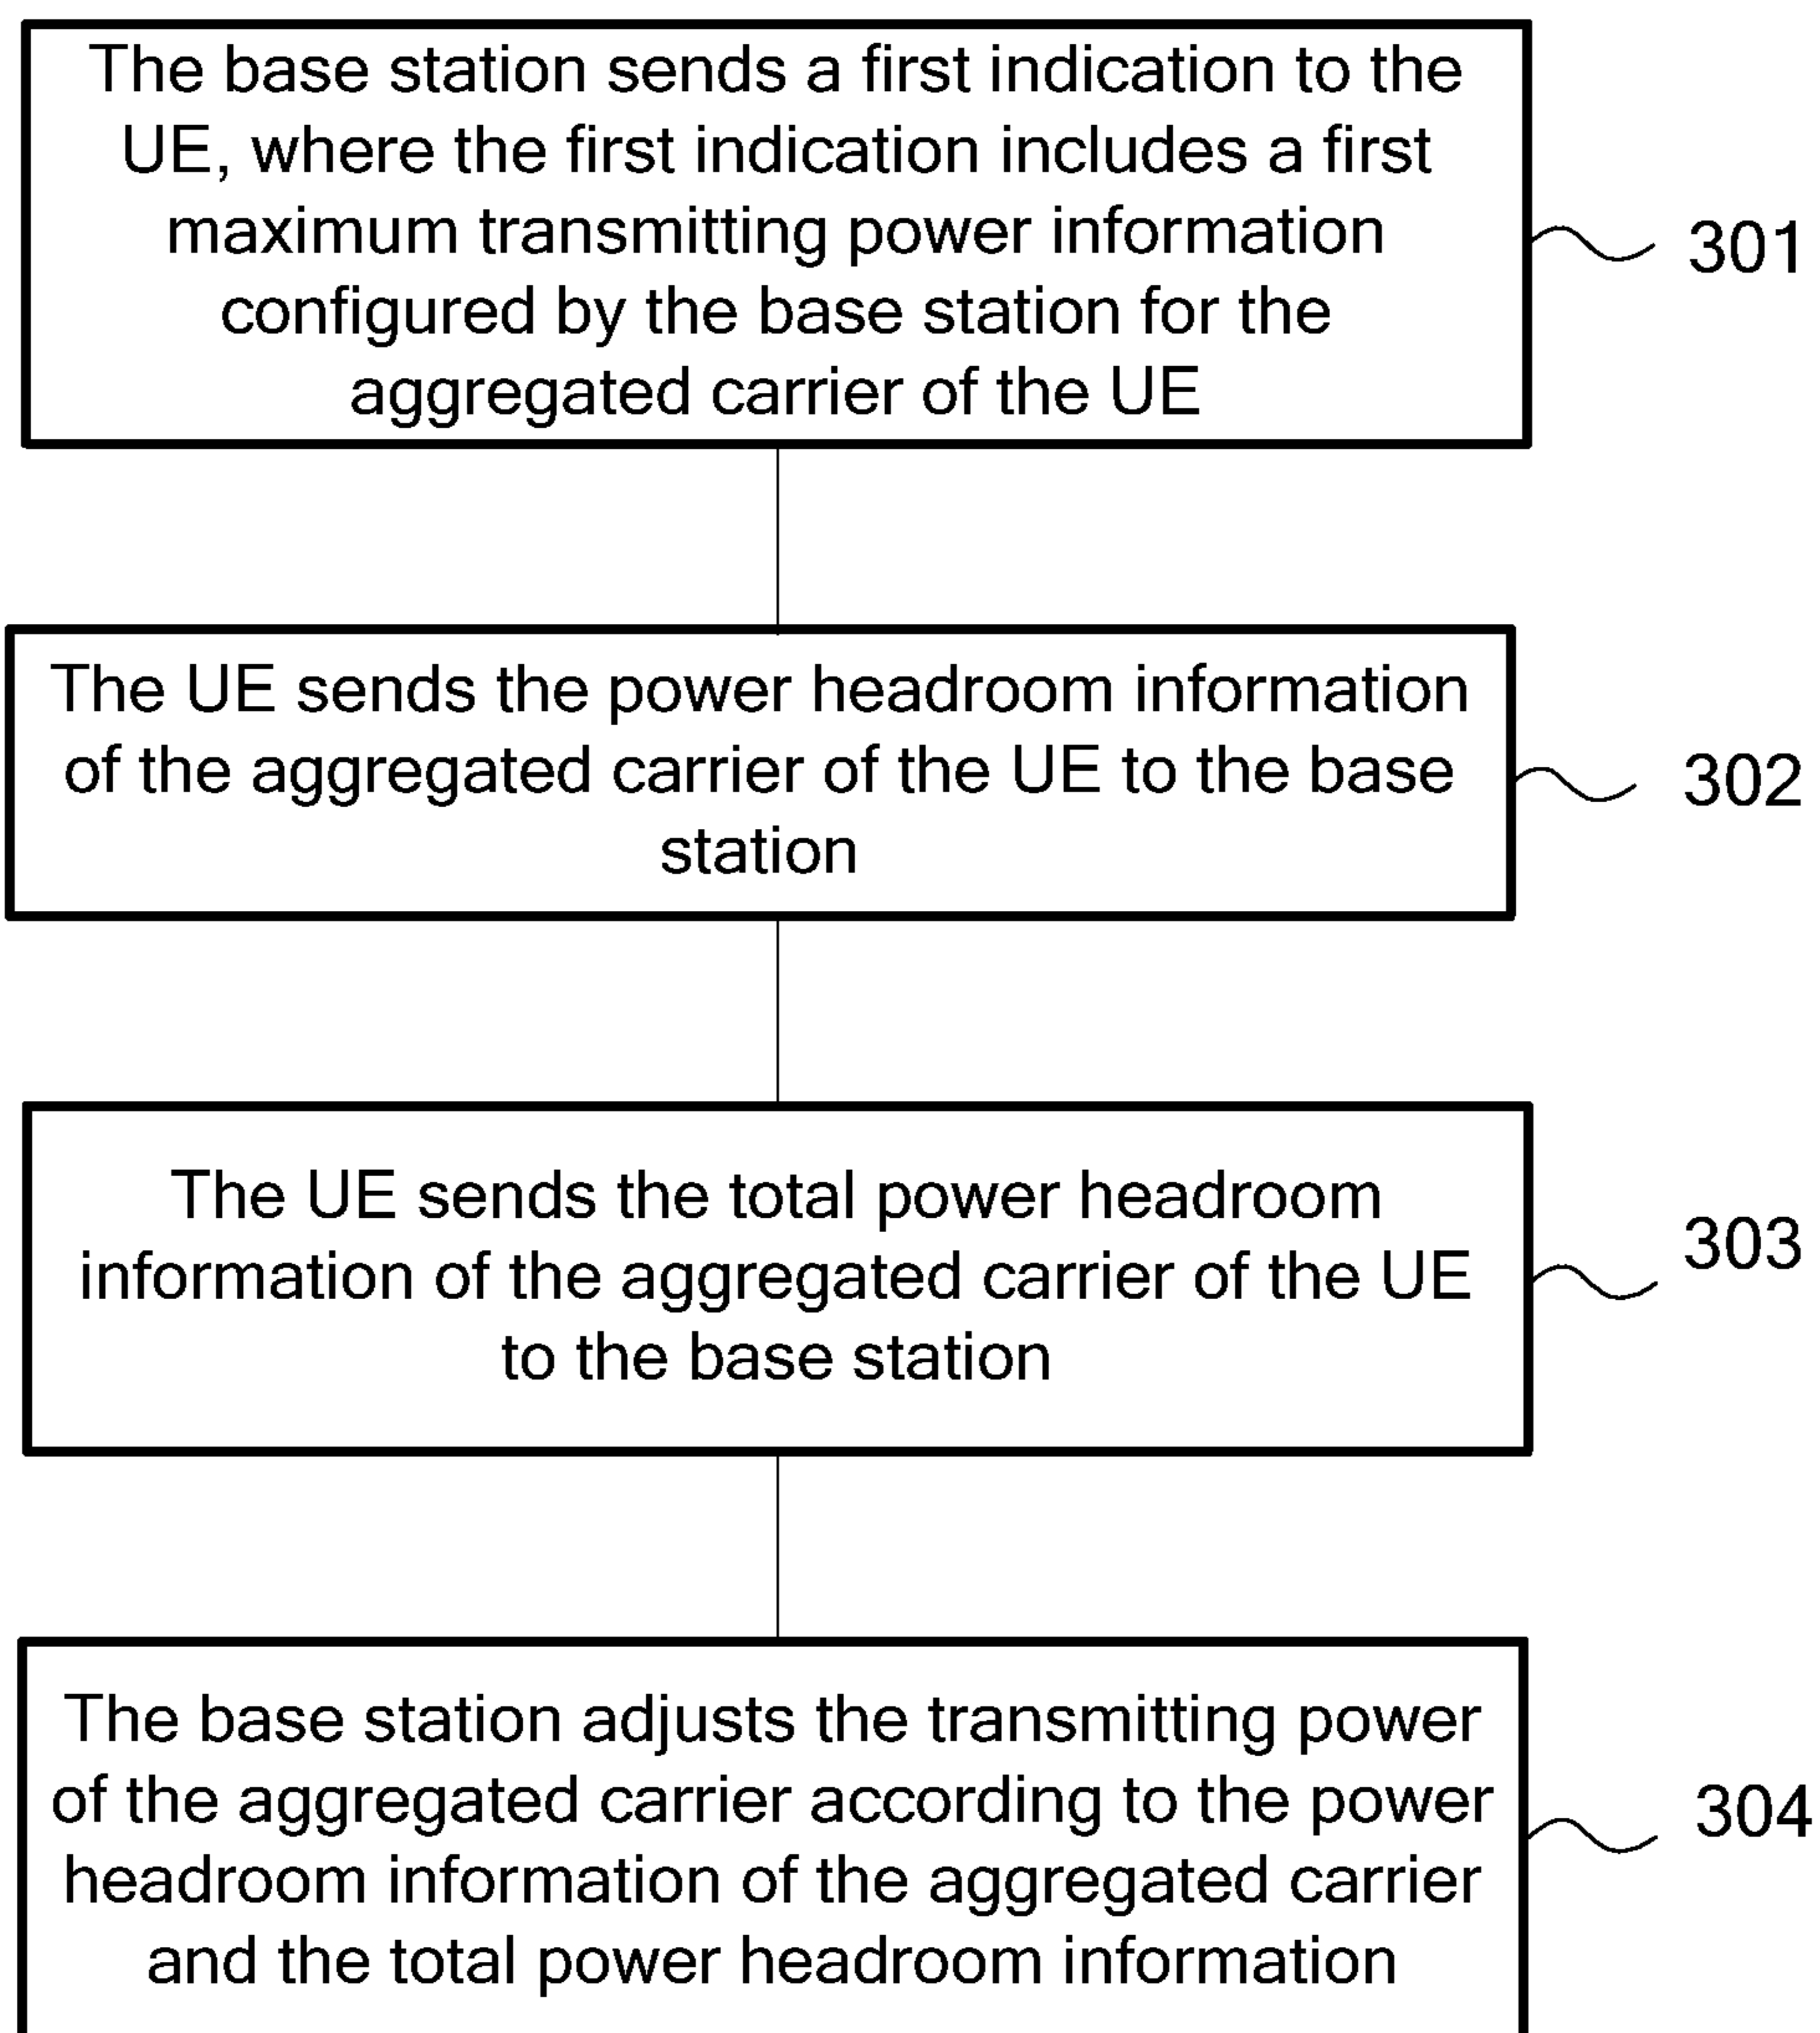 The base station sends a first indication to the
UE, where the first indication includes a first
maximum transmitting power information
configured by the base station for the
aggregated carrier of the UE
301
The UE sends the power headroom information
of the aggregated carrier of the UE to the base
station
302
The UE sends the total power headroom
information of the aggregated carrier of the UE
to the base station
303
The base station adjusts the transmitting power
of the aggregated carrier according to the power
headroom information of the aggregated carrier
and the total power headroom information
304